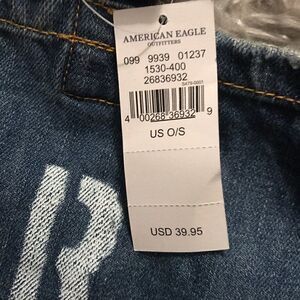 AMERICAN EAGLE
OUTFITTERS
099 9939 01237
1530-400
26836932
4 00268 36932 9
US O/S
USD 39.95